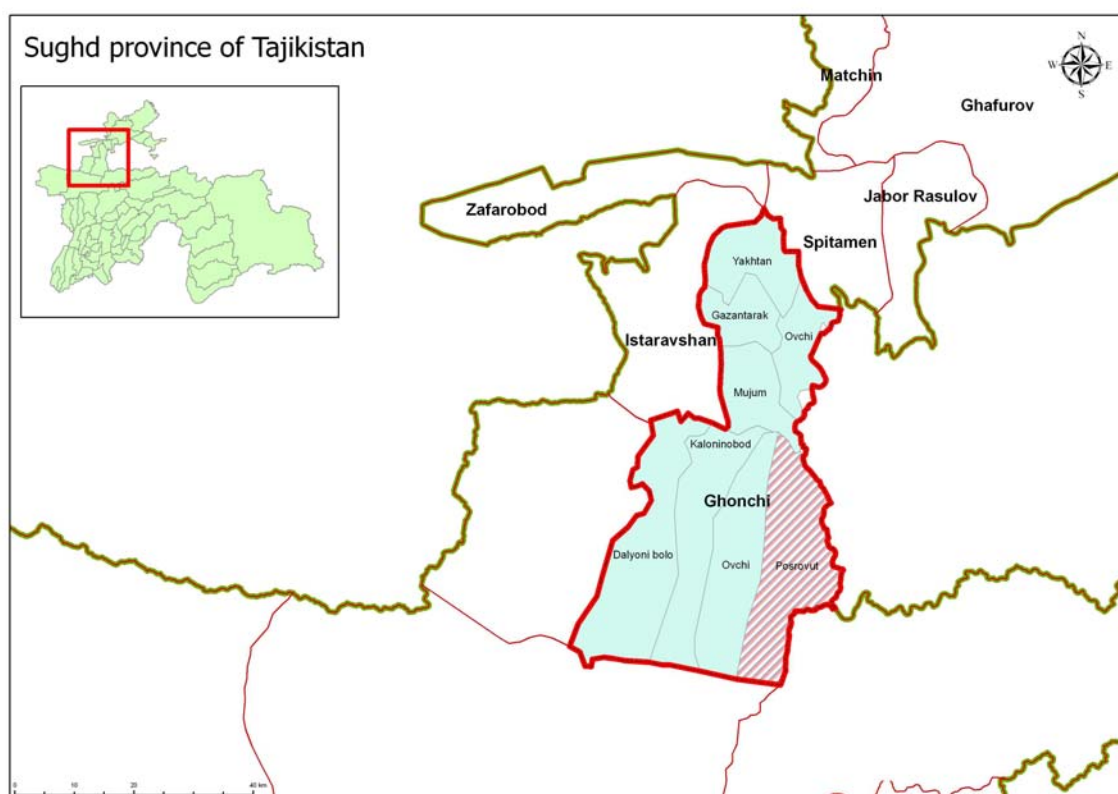 Sughd province of Tajikistan
N
W E
S
Matchin
Ghafurov
Jabor Rasulov
Zafarobod
Spitamen
Yakhtan
Gazantarak
Ovchi
Istaravshan
Mujum
Kaloninobod
Ghonchi
Dalyoni bolo
Ovchi
Posrovut
0 10 20 40 km